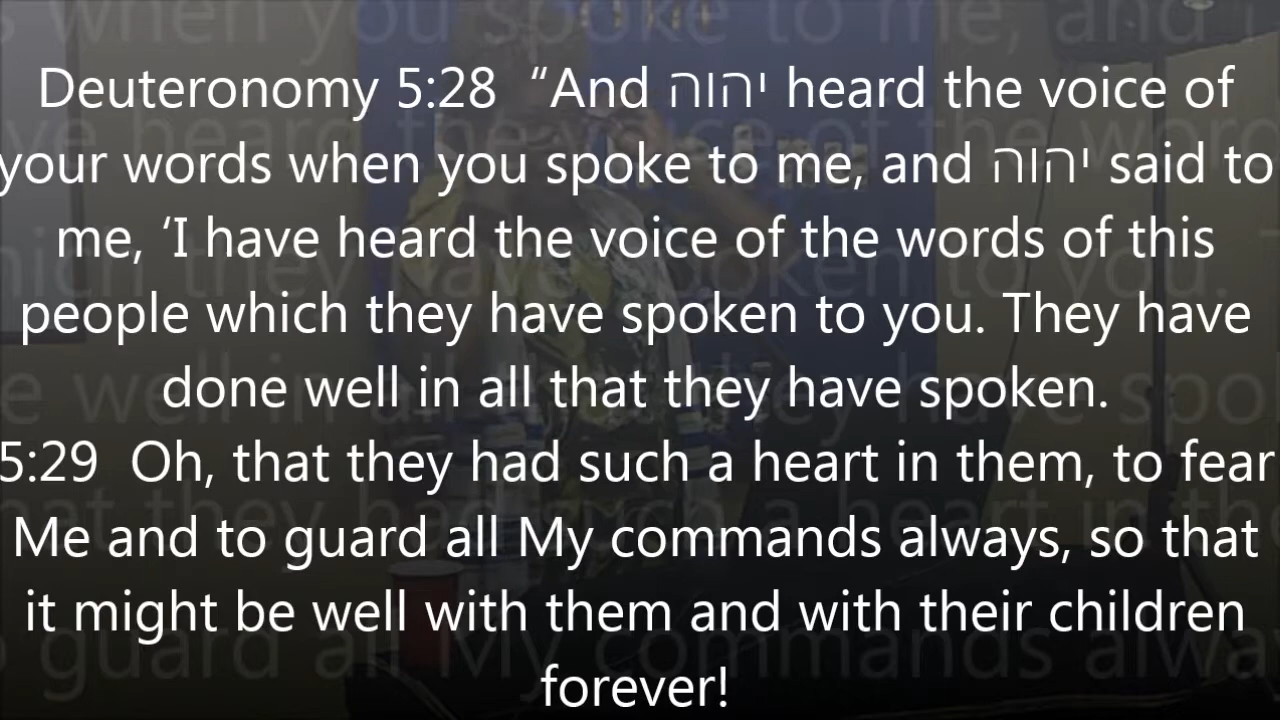 Deuteronomy 5:28  “And יהוה heard the voice of
your words when you spoke to me, and יהוה said to
me, ‘I have heard the voice of the words of this
people which they have spoken to you. They have
done well in all that they have spoken.
5:29  Oh, that they had such a heart in them, to fear
Me and to guard all My commands always, so that
it might be well with them and with their children
forever!